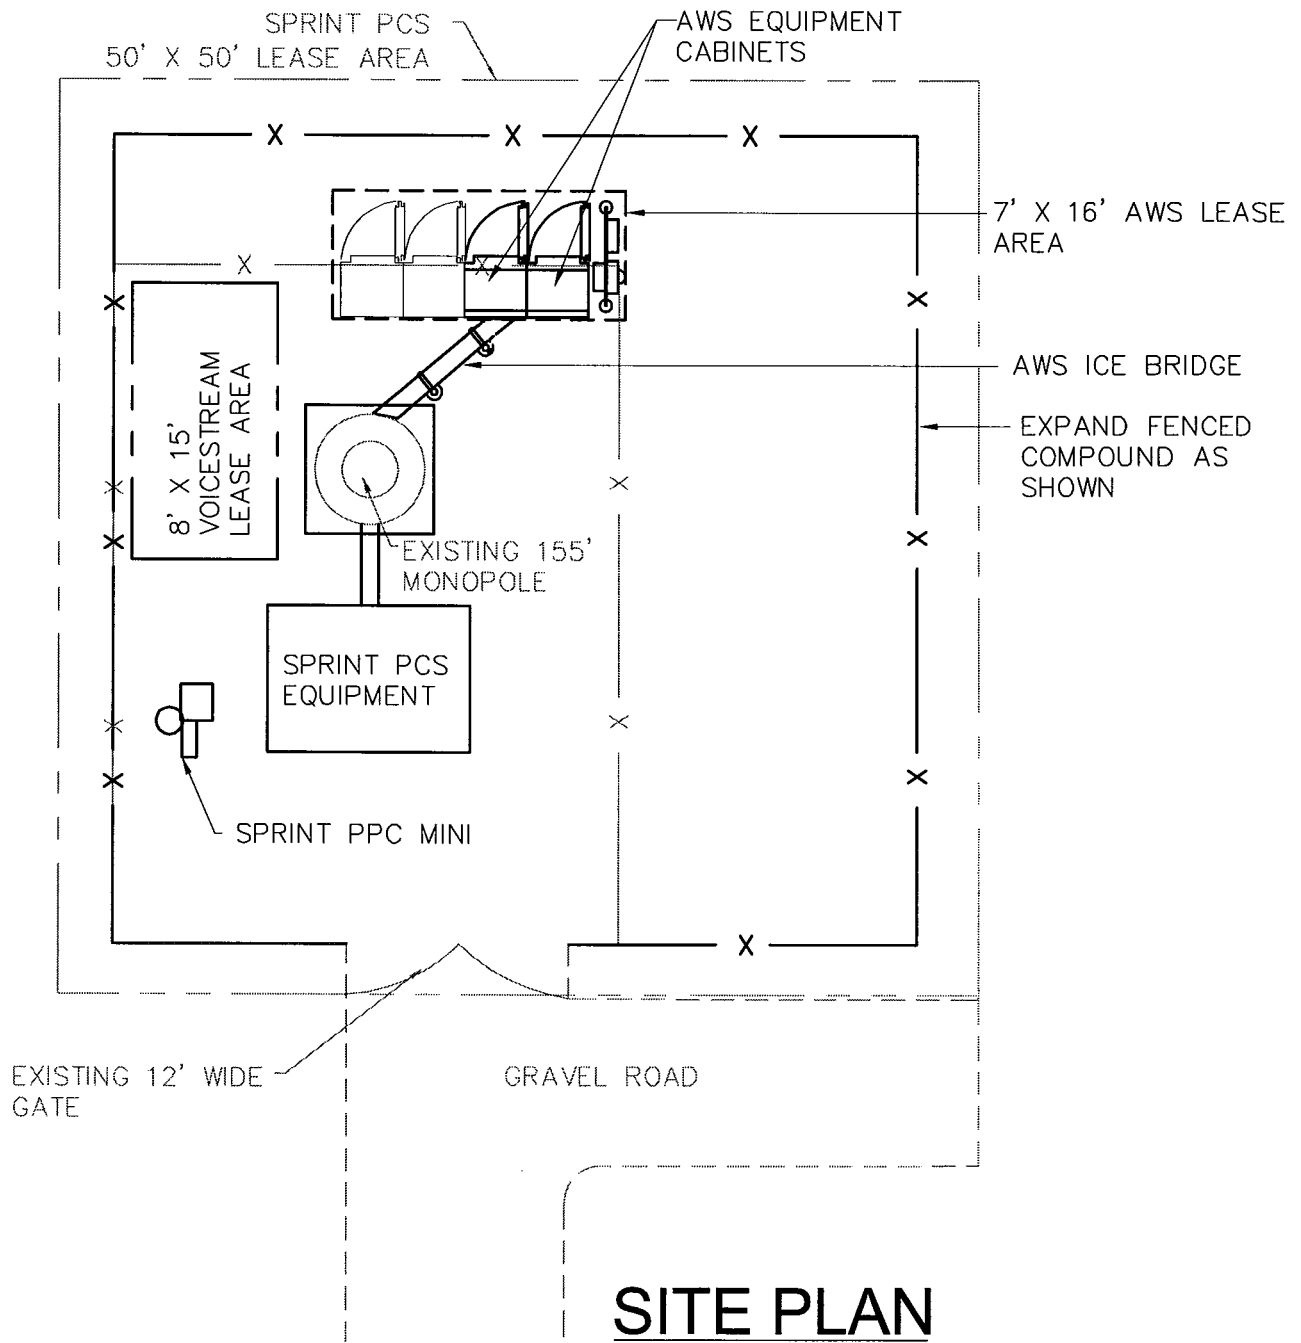 SPRINT PCS
50' X 50' LEASE AREA
AWS EQUIPMENT
CABINETS
7' X 16' AWS LEASE
AREA
AWS ICE BRIDGE
EXPAND FENCED
COMPOUND AS
SHOWN
8' X 15'
VOICESTREAM
LEASE AREA
EXISTING 155'
MONOPOLE
SPRINT PCS
EQUIPMENT
SPRINT PPC MINI
EXISTING 12' WIDE
GATE
GRAVEL ROAD
SITE PLAN